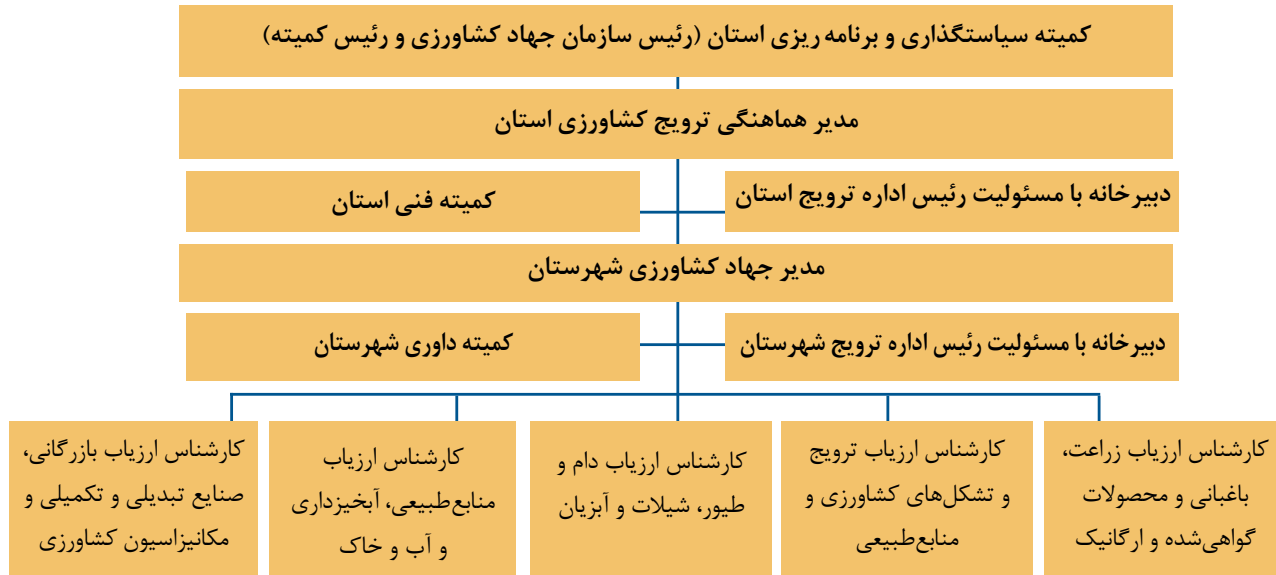 کمیته سیاستگذاری و برنامه ریزی استان (رئیس سازمان جهاد کشاورزی و رئیس کمیته)
مدیر هماهنگی ترویج کشاورزی استان
دبیرخانه با مسئولیت رئیس اداره ترویج استان
کمیته فنی استان
مدیر جهاد کشاورزی شهرستان
دبیرخانه با مسئولیت رئیس اداره ترویج شهرستان
کمیته داوری شهرستان
کارشناس ارزیاب زراعت،
باغبانی و محصولات
گواهی‌شده و ارگانیک
کارشناس ارزیاب ترویج
و تشکل‌های کشاورزی و
منابع‌طبیعی
کارشناس ارزیاب دام و
طیور، شیلات و آبزیان
کارشناس ارزیاب
منابع‌طبیعی، آبخیزداری
و آب و خاک
کارشناس ارزیاب بازرگانی،
صنایع تبدیلی و تکمیلی و
مکانیزاسیون کشاورزی